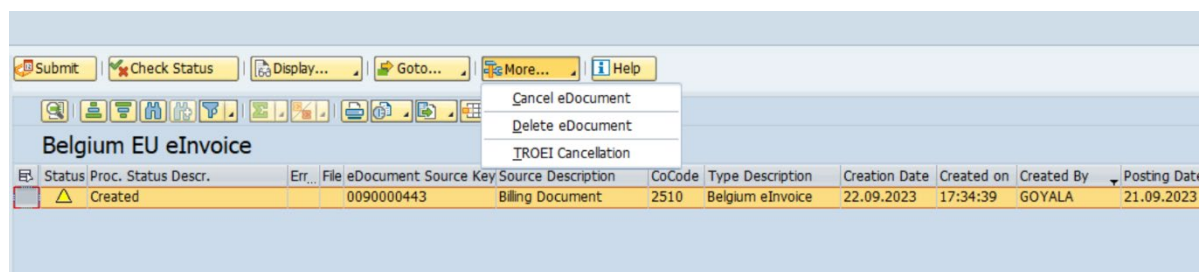 Submit Check Status Display... Goto... More... Help
Cancel eDocument
Delete eDocument
TROEI Cancellation
Belgium EU eInvoice
Status Proc. Status Descr. Err... File eDocument Source Key Source Description CoCode Type Description Creation Date Created on Created By Posting Date
Created 0090000443 Billing Document 2510 Belgium eInvoice 22.09.2023 17:34:39 GOYALA 21.09.2023